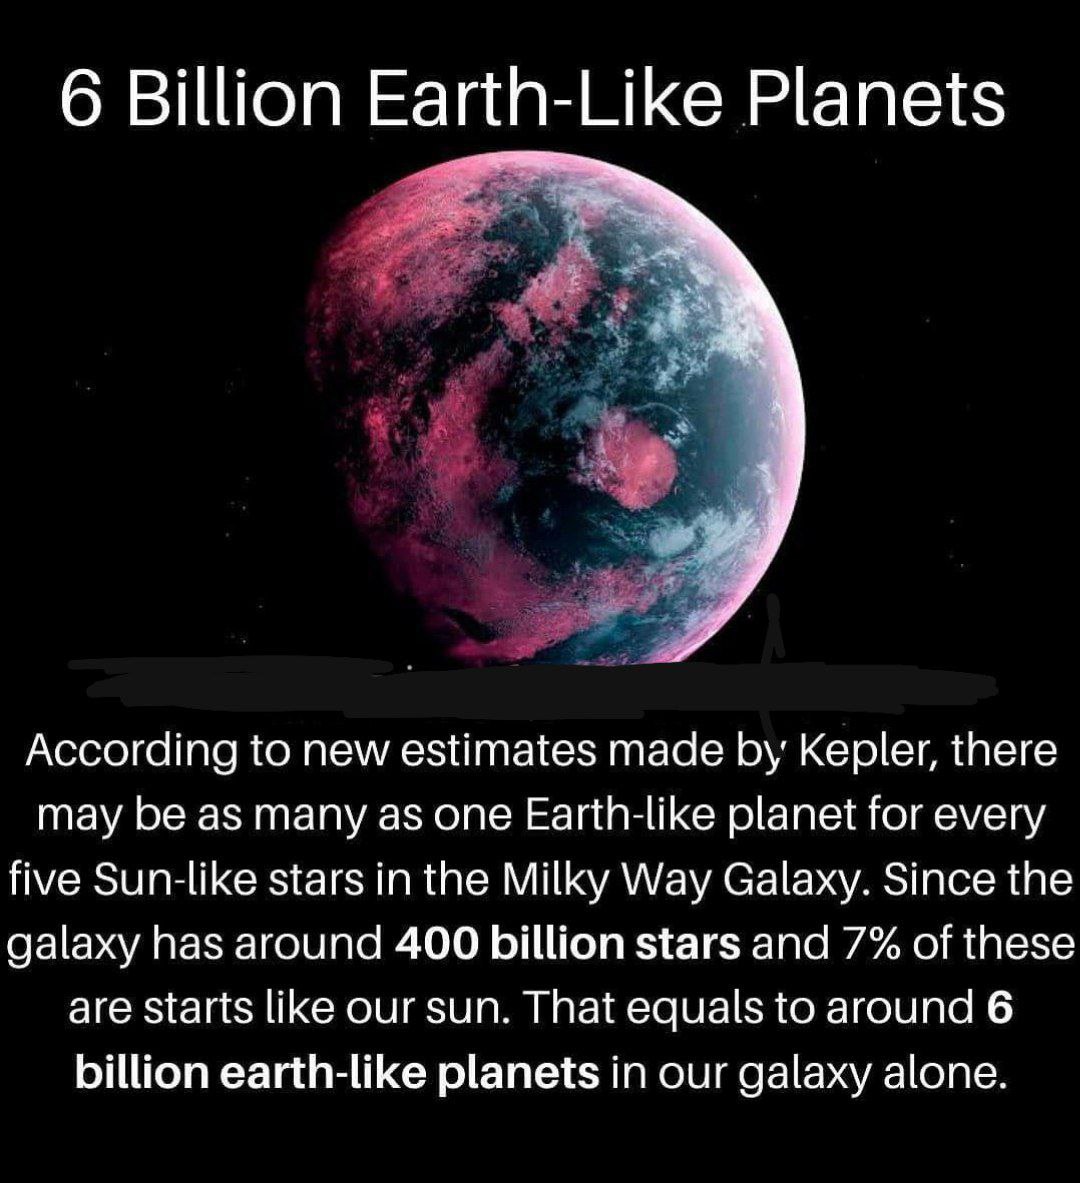 6 Billion Earth-Like Planets
According to new estimates made by Kepler, there
may be as many as one Earth-like planet for every
five Sun-like stars in the Milky Way Galaxy. Since the
galaxy has around 400 billion stars and 7% of these
are starts like our sun. That equals to around 6
billion earth-like planets in our galaxy alone.